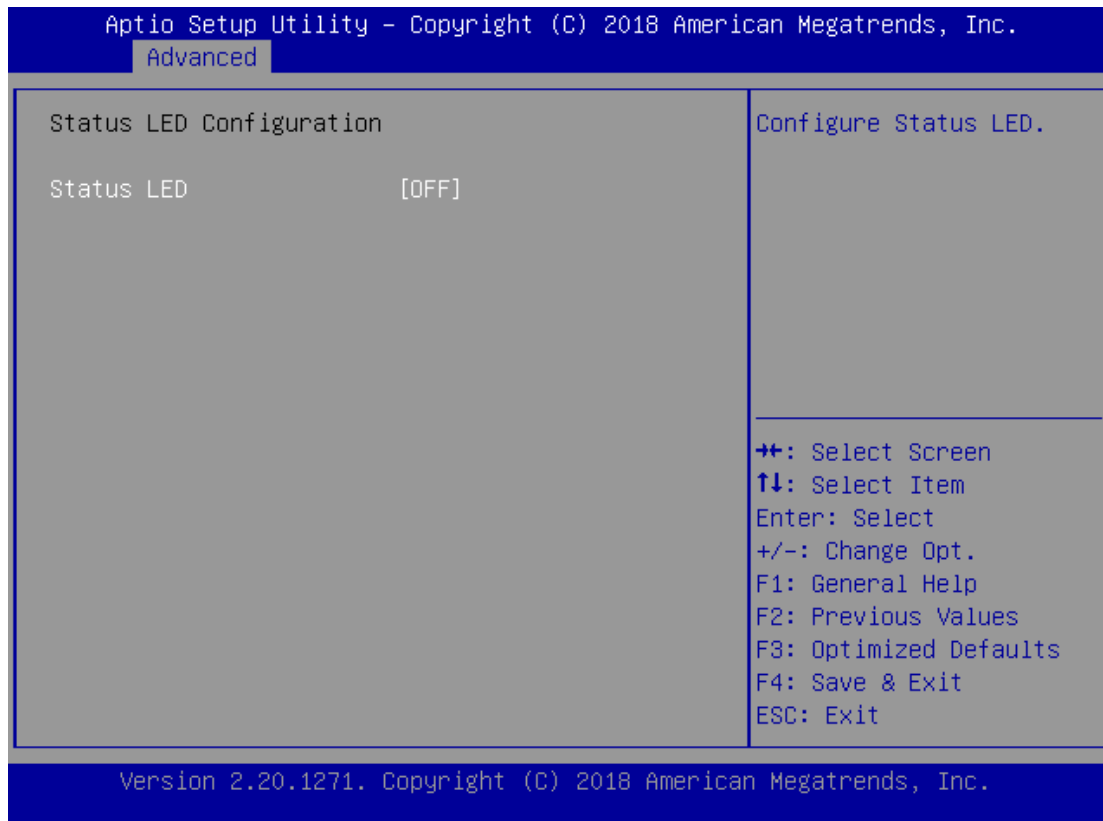 Aptio Setup Utility – Copyright (C) 2018 American Megatrends, Inc.
Advanced
Status LED Configuration
Status LED [OFF]
Configure Status LED.
→←: Select Screen
↑↓: Select Item
Enter: Select
+/-: Change Opt.
F1: General Help
F2: Previous Values
F3: Optimized Defaults
F4: Save & Exit
ESC: Exit
Version 2.20.1271. Copyright (C) 2018 American Megatrends, Inc.